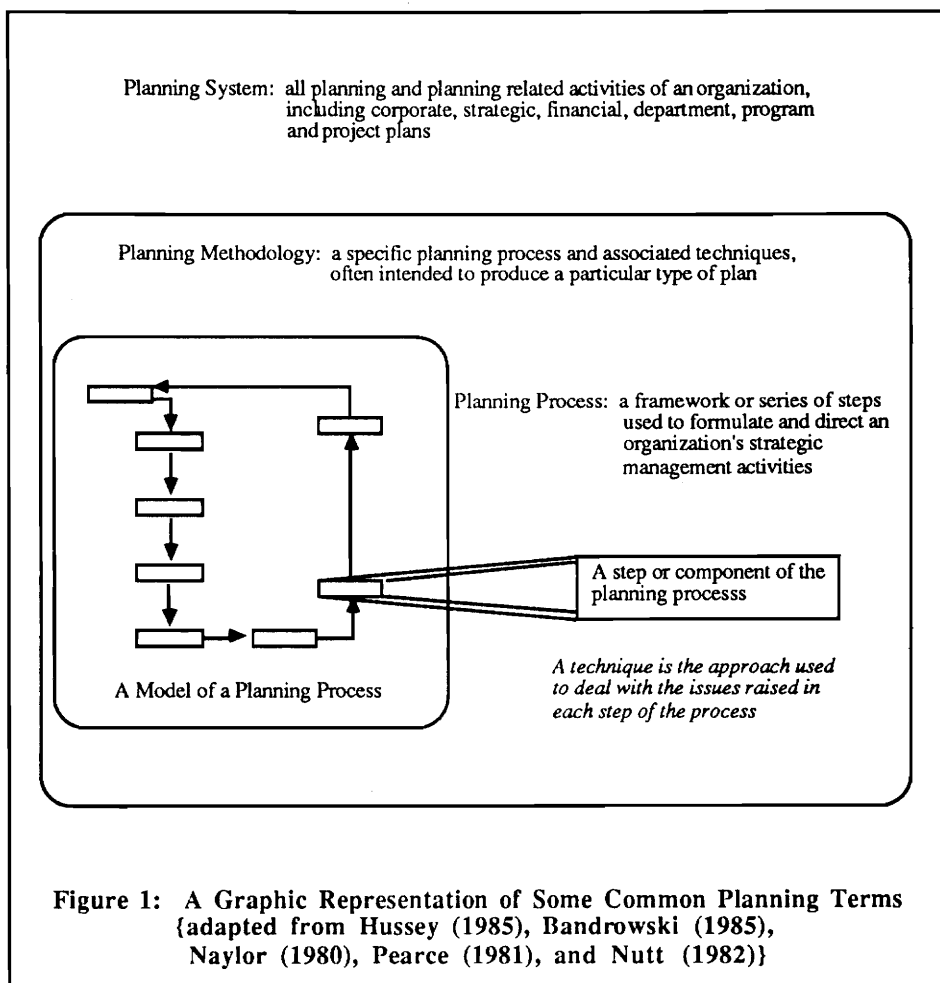 Planning System: all planning and planning related activities of an organization,
including corporate, strategic, financial, department, program
and project plans
Planning Methodology: a specific planning process and associated techniques,
often intended to produce a particular type of plan
Planning Process: a framework or series of steps
used to formulate and direct an
organization's strategic
management activities
A step or component of the
planning processs
A Model of a Planning Process
A technique is the approach used
to deal with the issues raised in
each step of the process
Figure 1: A Graphic Representation of Some Common Planning Terms
{adapted from Hussey (1985), Bandrowski (1985),
Naylor (1980), Pearce (1981), and Nutt (1982)}